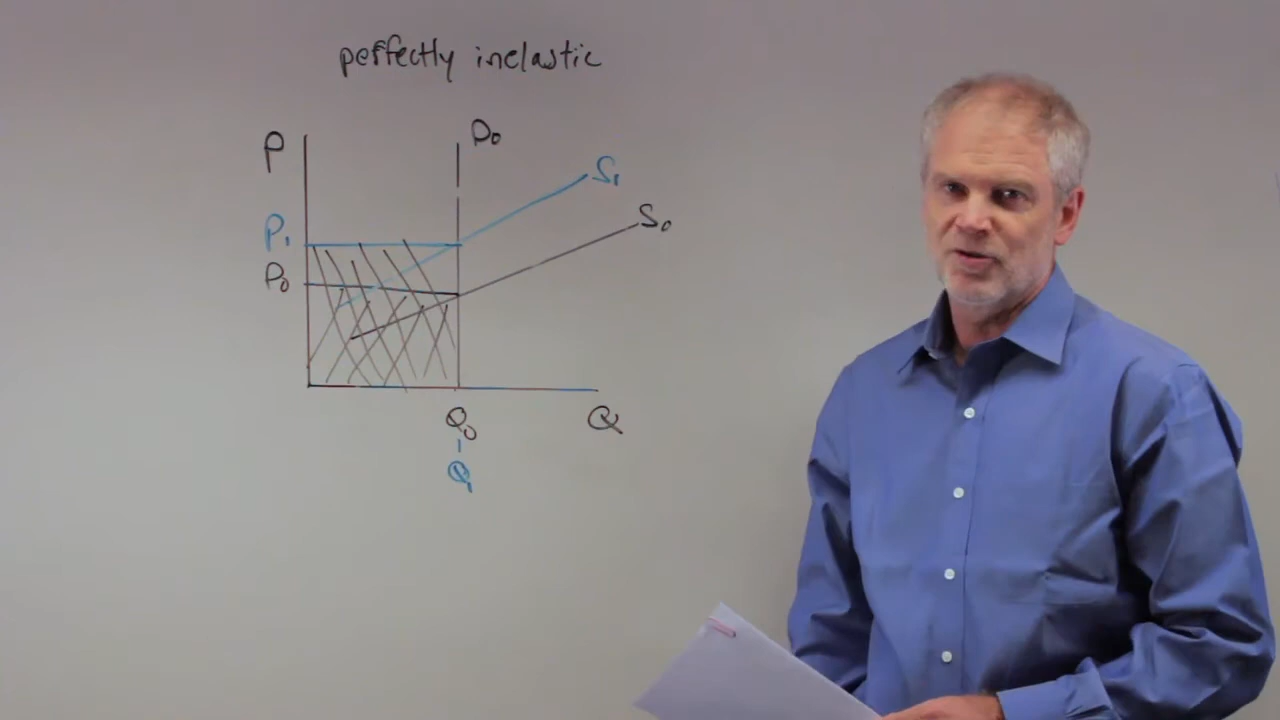 perfectly inelastic
P
D₀
S₁
P₁
S₀
P₀
Q₀
Q
Q₁